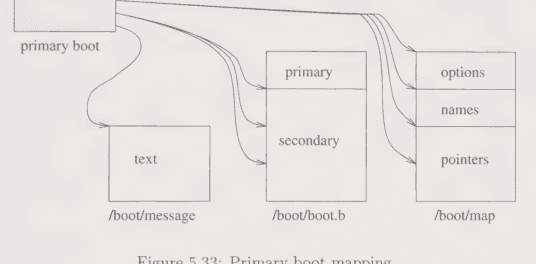 primary boot
primary
options
names
secondary
text
pointers
/boot/message
/boot/boot.b
/boot/map
Figure 5.33: Primary boot mapping